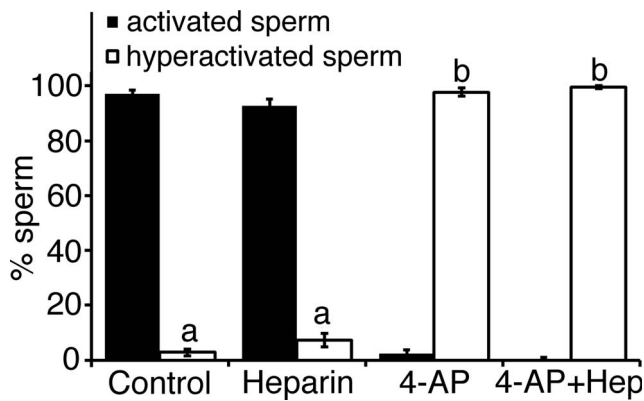 activated sperm
hyperactivated sperm
% sperm
100
80
60
40
20
0
a
a
b
b
Control
Heparin
4-AP
4-AP+Hep